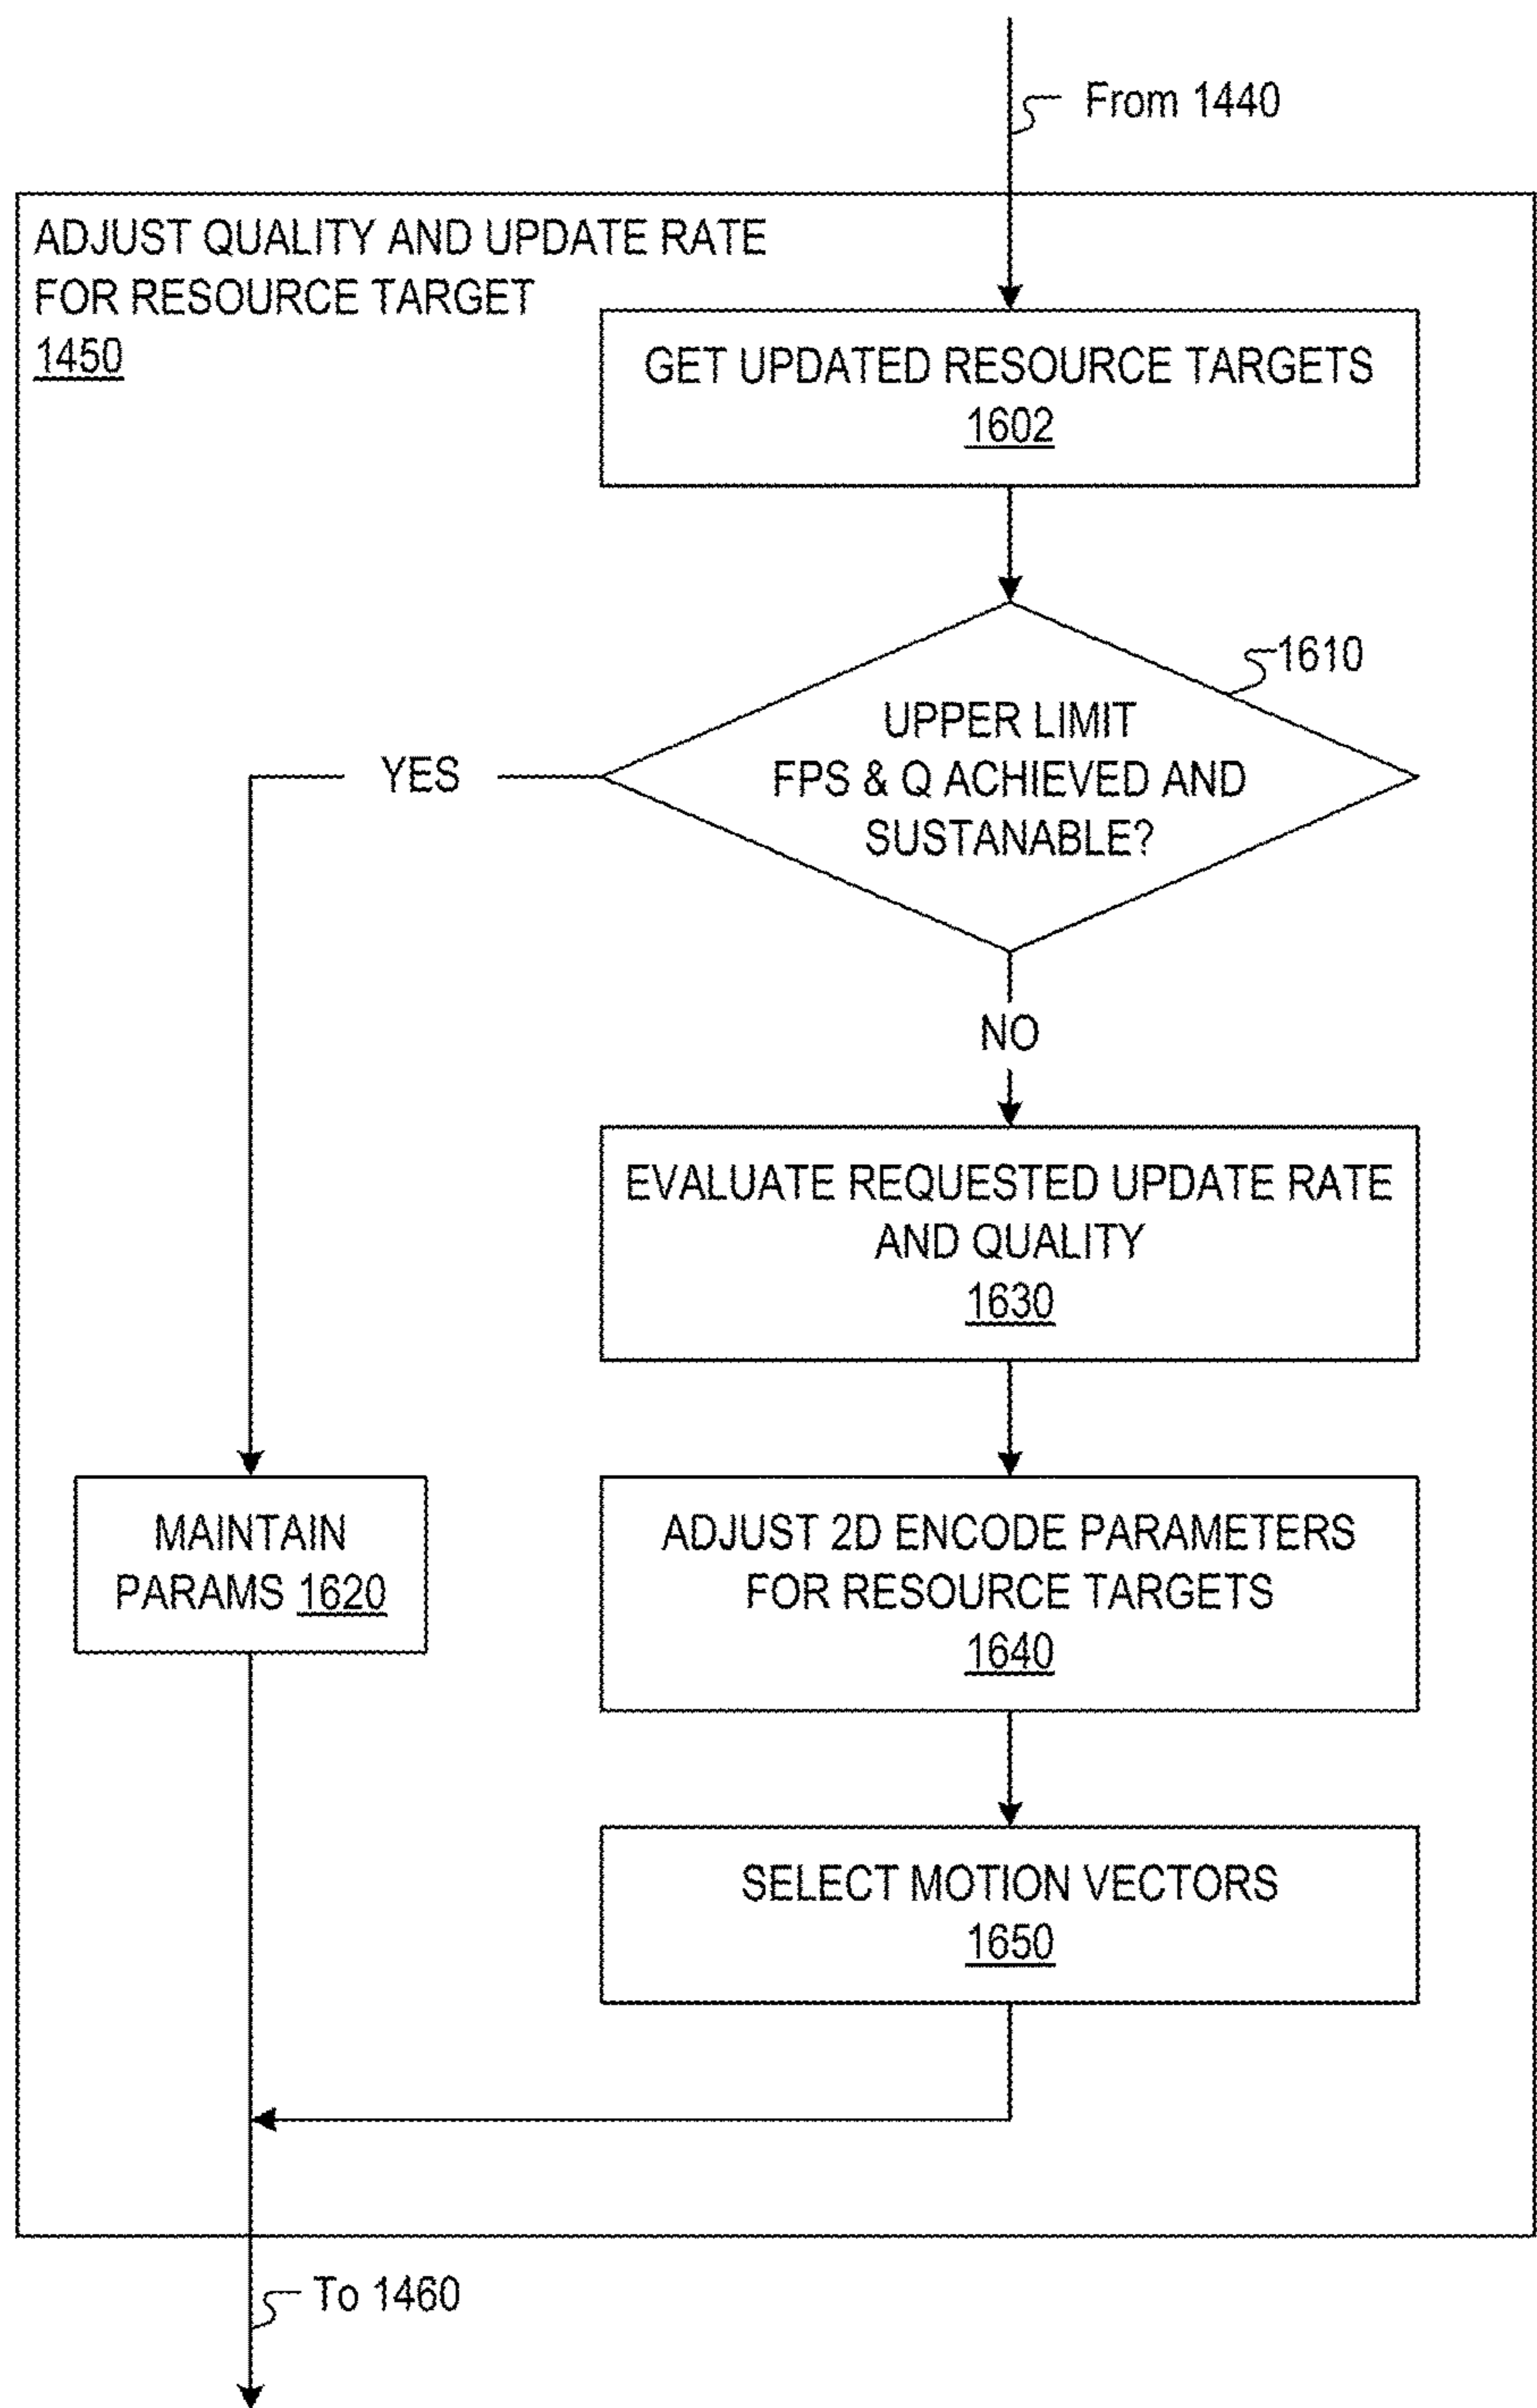 From 1440
ADJUST QUALITY AND UPDATE RATE
FOR RESOURCE TARGET
1450
GET UPDATED RESOURCE TARGETS
1602
1610
UPPER LIMIT
FPS & Q ACHIEVED AND
SUSTANABLE?
YES
NO
EVALUATE REQUESTED UPDATE RATE
AND QUALITY
1630
MAINTAIN
PARAMS 1620
ADJUST 2D ENCODE PARAMETERS
FOR RESOURCE TARGETS
1640
SELECT MOTION VECTORS
1650
To 1460